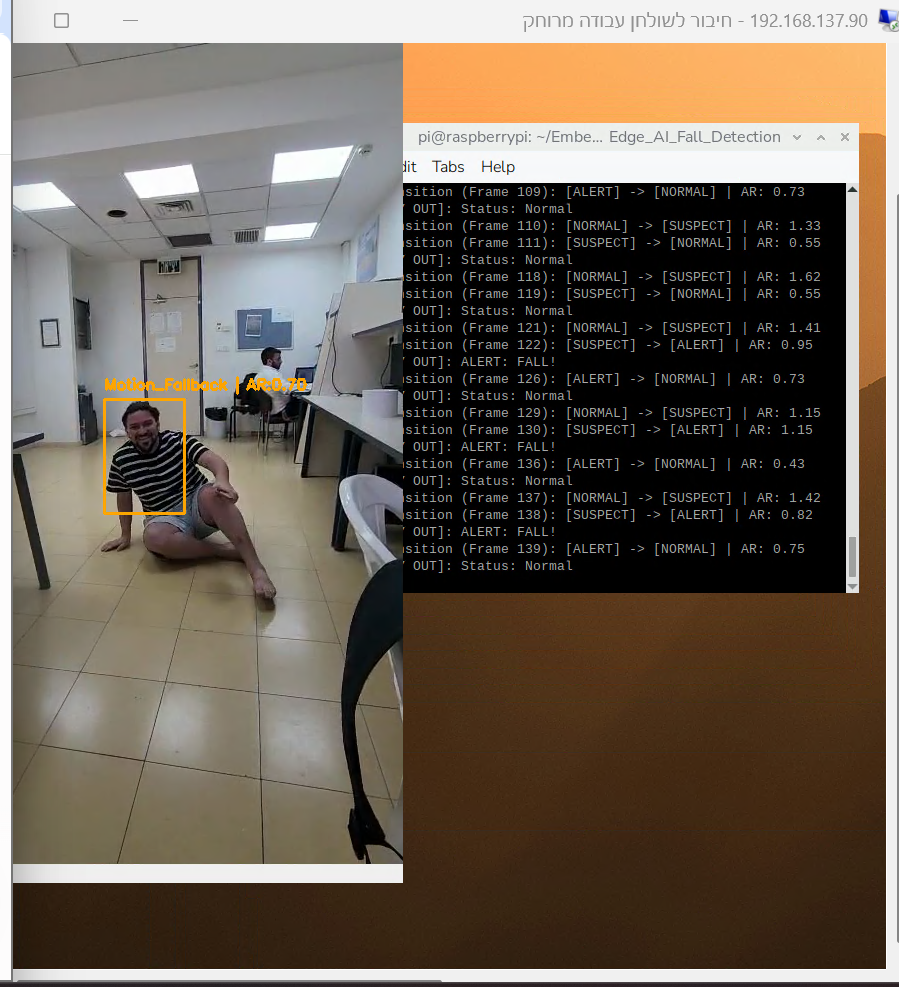 192.168.137.90 - חיבור לשולחן עבודה מרוחק
pi@raspberrypi: ~/Embe... Edge_AI_Fall_Detection
dit Tabs Help
sition (Frame 109): [ALERT] -> [NORMAL] | AR: 0.73
OUT]: Status: Normal
sition (Frame 110): [NORMAL] -> [SUSPECT] | AR: 1.33
sition (Frame 111): [SUSPECT] -> [NORMAL] | AR: 0.55
OUT]: Status: Normal
sition (Frame 118): [NORMAL] -> [SUSPECT] | AR: 1.62
sition (Frame 119): [SUSPECT] -> [NORMAL] | AR: 0.55
OUT]: Status: Normal
sition (Frame 121): [NORMAL] -> [SUSPECT] | AR: 1.41
sition (Frame 122): [SUSPECT] -> [ALERT] | AR: 0.95
OUT]: ALERT: FALL!
sition (Frame 126): [ALERT] -> [NORMAL] | AR: 0.73
OUT]: Status: Normal
sition (Frame 129): [NORMAL] -> [SUSPECT] | AR: 1.15
sition (Frame 130): [SUSPECT] -> [ALERT] | AR: 1.15
OUT]: ALERT: FALL!
sition (Frame 136): [ALERT] -> [NORMAL] | AR: 0.43
OUT]: Status: Normal
sition (Frame 137): [NORMAL] -> [SUSPECT] | AR: 1.42
sition (Frame 138): [SUSPECT] -> [ALERT] | AR: 0.82
OUT]: ALERT: FALL!
sition (Frame 139): [ALERT] -> [NORMAL] | AR: 0.75
OUT]: Status: Normal
Motion_Fallback | AR:0.70